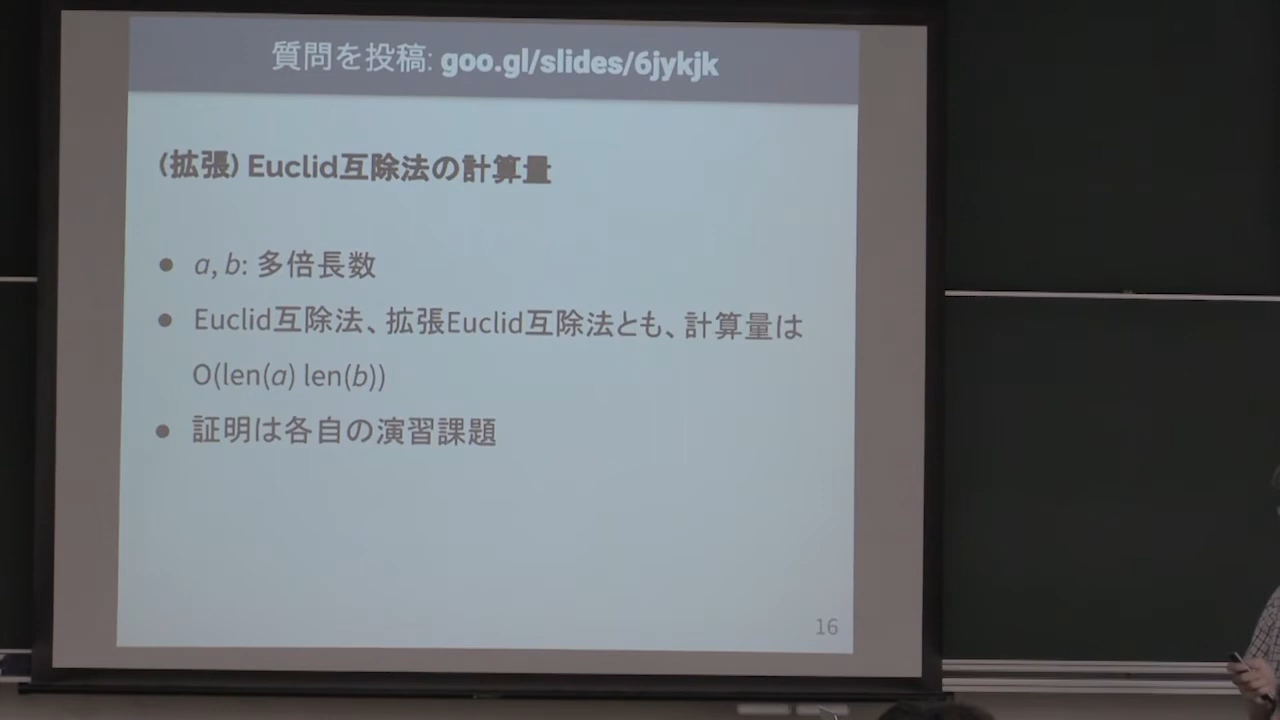 質問を投稿: goo.gl/slides/6jykjk
(拡張) Euclid互除法の計算量
● a, b: 多倍長数
● Euclid互除法、拡張Euclid互除法とも、計算量は
O(len(a) len(b))
● 証明は各自の演習課題
16